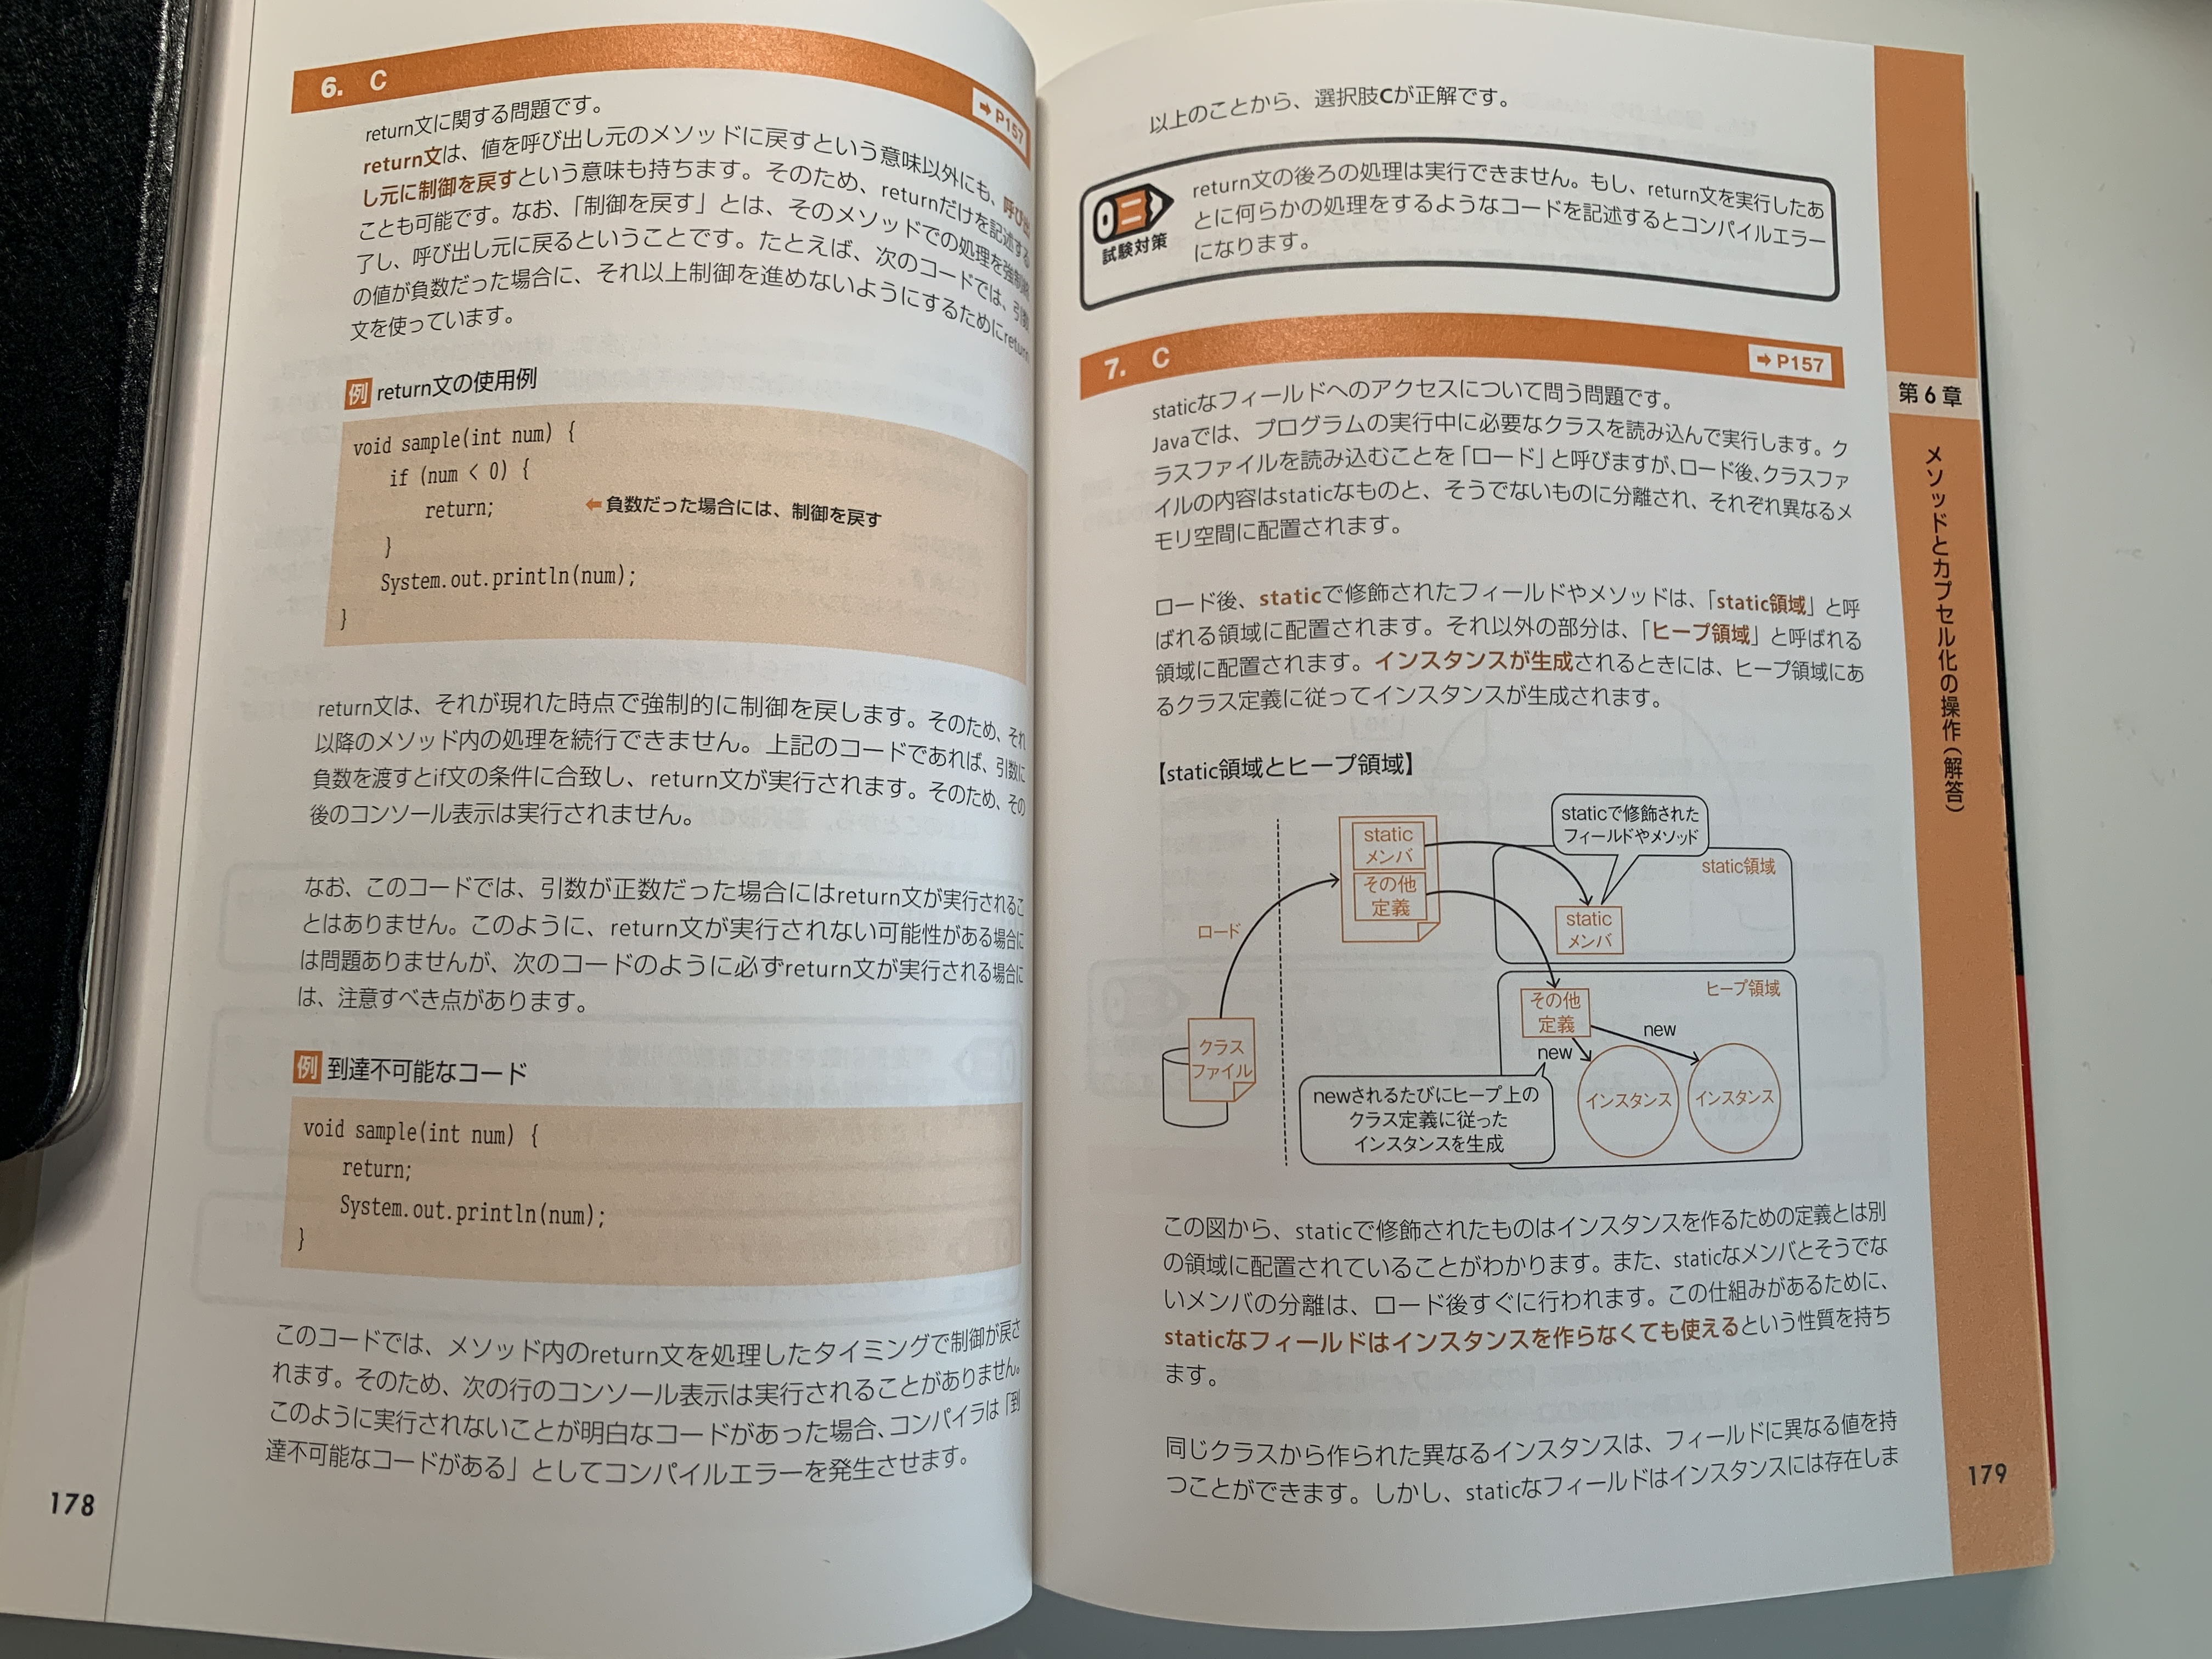 6. C
➡P157
return文に関する問題です。
return文は、値を呼び出し元のメソッドに戻すという意味以外にも、呼び出
し元に制御を戻すという意味も持ちます。そのため、returnだけを記述する
ことも可能です。なお、「制御を戻す」とは、そのメソッドでの処理を強制終
了し、呼び出し元に戻るということです。たとえば、次のコードでは、引数
の値が負数だった場合に、それ以上制御を進めないようにするためにreturn
文を使っています。
例 return文の使用例
void sample(int num) {
if (num < 0) {
return; ⬅負数だった場合には、制御を戻す
}
System.out.println(num);
}
return文は、それが現れた時点で強制的に制御を戻します。そのため、それ
以降のメソッド内の処理を続行できません。上記のコードであれば、引数に
負数を渡すとif文の条件に合致し、return文が実行されます。そのため、その
後のコンソール表示は実行されません。
なお、このコードでは、引数が正数だった場合にはreturn文が実行されるこ
とはありません。このように、return文が実行されない可能性がある場合に
は問題ありませんが、次のコードのように必ずreturn文が実行される場合に
は、注意すべき点があります。
例 到達不可能なコード
void sample(int num) {
return;
System.out.println(num);
}
このコードでは、メソッド内のreturn文を処理したタイミングで制御が戻さ
れます。そのため、次の行のコンソール表示は実行されることがありません。
このように実行されないことが明白なコードがあった場合、コンパイラは「到
達不可能なコードがある」としてコンパイルエラーを発生させます。
178
以上のことから、選択肢Cが正解です。
試験対策
return文の後ろの処理は実行できません。もし、return文を実行したあ
とに何らかの処理をするようなコードを記述するとコンパイルエラー
になります。
7. C
➡P157
staticなフィールドへのアクセスについて問う問題です。
Javaでは、プログラムの実行中に必要なクラスを読み込んで実行します。ク
ラスファイルを読み込むことを「ロード」と呼びますが、ロード後、クラスファ
イルの内容はstaticなものと、そうでないものに分離され、それぞれ異なるメ
モリ空間に配置されます。
ロード後、staticで修飾されたフィールドやメソッドは、「static領域」と呼
ばれる領域に配置されます。それ以外の部分は、「ヒープ領域」と呼ばれる
領域に配置されます。インスタンスが生成されるときには、ヒープ領域にあ
るクラス定義に従ってインスタンスが生成されます。
【static領域とヒープ領域】
staticで修飾された
フィールドやメソッド
static
メンバ
その他
定義
static領域
static
メンバ
ロード
ヒープ領域
その他
定義
new
new
クラス
ファイル
インスタンス
インスタンス
newされるたびにヒープ上の
クラス定義に従った
インスタンスを生成
この図から、staticで修飾されたものはインスタンスを作るための定義とは別
の領域に配置されていることがわかります。また、staticなメンバとそうでな
いメンバの分離は、ロード後すぐに行われます。この仕組みがあるために、
staticなフィールドはインスタンスを作らなくても使えるという性質を持ち
ます。
同じクラスから作られた異なるインスタンスは、フィールドに異なる値を持
つことができます。しかし、staticなフィールドはインスタンスには存在しま
第6章
メソッドとカプセル化の操作(解答)
179